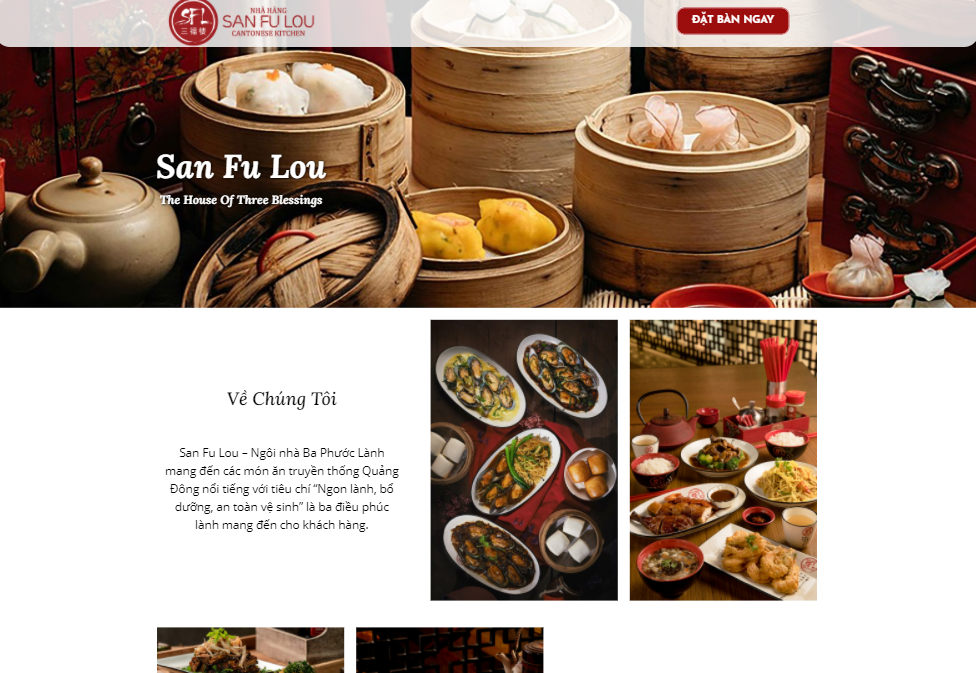 NHÀ HÀNG
SFL
SAN FU LOU
三福樓
CANTONESE KITCHEN
ĐẶT BÀN NGAY
San Fu Lou
The House Of Three Blessings
Về Chúng Tôi
San Fu Lou – Ngôi nhà Ba Phước Lành
mang đến các món ăn truyền thống Quảng
Đông nổi tiếng với tiêu chí “Ngon lành, bổ
dưỡng, an toàn vệ sinh” là ba điều phúc
lành mang đến cho khách hàng.